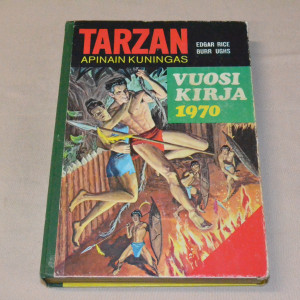 TARZAN
APINAIN KUNINGAS
EDGAR RICE
BURR OUGHS
VUOSI
KIRJA
1970